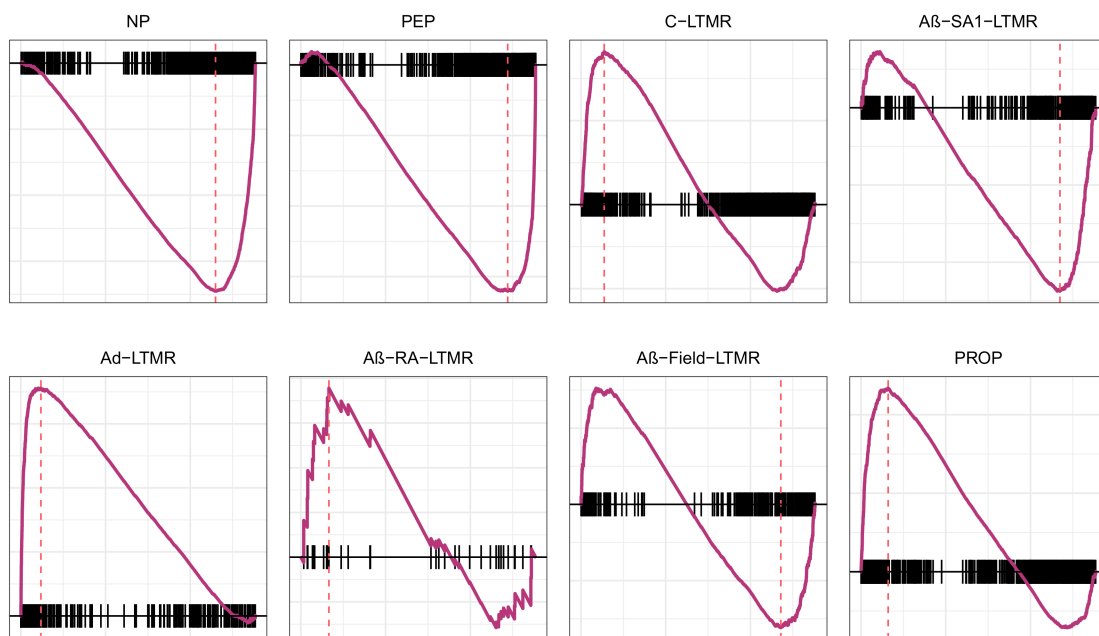 NP
PEP
C−LTMR
Aß−SA1−LTMR
Ad−LTMR
Aß−RA−LTMR
Aß−Field−LTMR
PROP